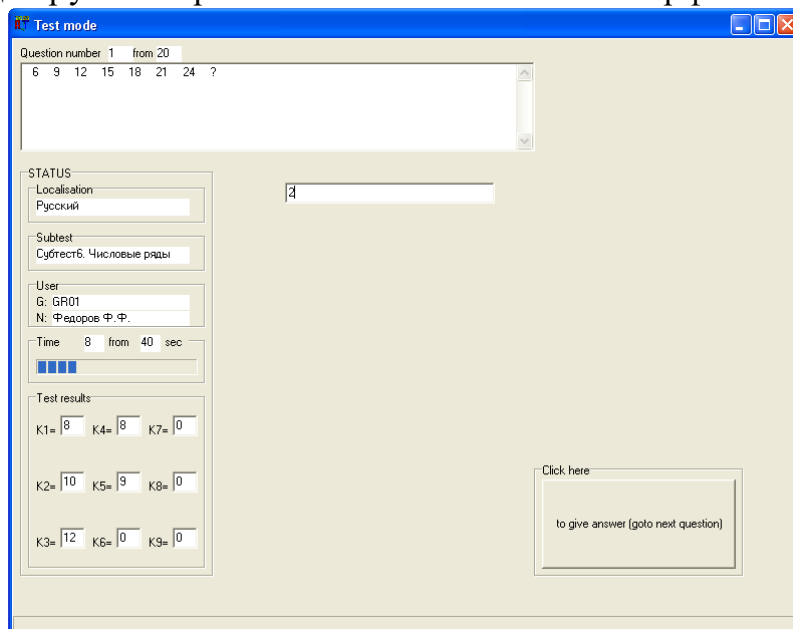 Test mode
Question number 1 from 20
6 9 12 15 18 21 24 ?
STATUS
Localisation
Русский
Subtest
Субтест6. Числовые ряды
User
G: GR01
N: Федоров Ф.Ф.
Time 8 from 40 sec
Test results
K1= 8 K4= 8 K7= 0
K2= 10 K5= 9 K8= 0
K3= 12 K6= 0 K9= 0
2
Click here
to give answer (goto next question)